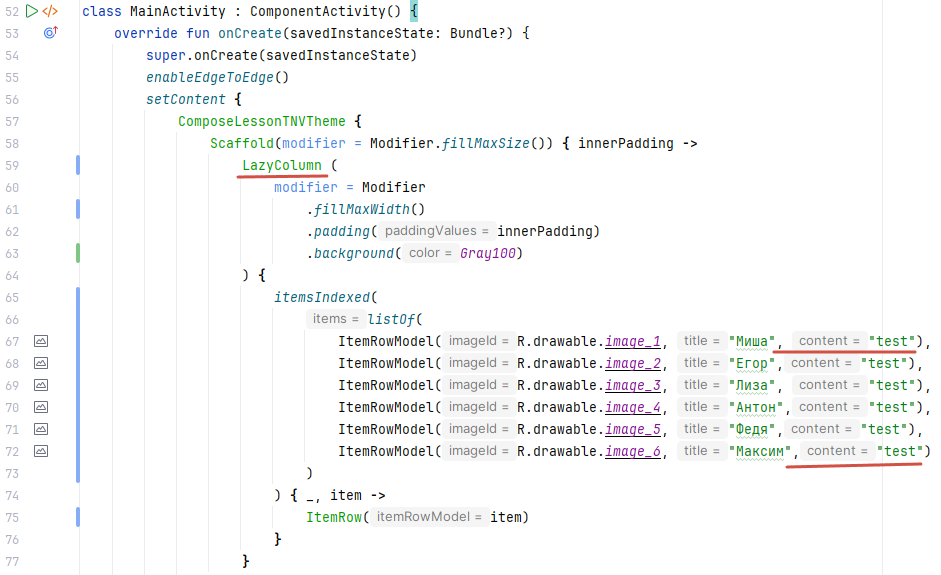 52 </> class MainActivity : ComponentActivity() {
53 override fun onCreate(savedInstanceState: Bundle?) {
54 super.onCreate(savedInstanceState)
55 enableEdgeToEdge()
56 setContent {
57 ComposeLessonTNVTheme {
58 Scaffold(modifier = Modifier.fillMaxSize()) { innerPadding ->
59 LazyColumn (
60 modifier = Modifier
61 .fillMaxWidth()
62 .padding( paddingValues = innerPadding)
63 .background( color = Gray100)
64 ) {
65 itemsIndexed(
66 items = listOf(
67 ItemRowModel( imageId = R.drawable.image_1, title = "Миша", content = "test"),
68 ItemRowModel( imageId = R.drawable.image_2, title = "Егор", content = "test"),
69 ItemRowModel( imageId = R.drawable.image_3, title = "Лиза", content = "test"),
70 ItemRowModel( imageId = R.drawable.image_4, title = "Антон", content = "test"),
71 ItemRowModel( imageId = R.drawable.image_5, title = "Федя", content = "test"),
72 ItemRowModel( imageId = R.drawable.image_6, title = "Максим", content = "test")
73 )
74 ) { _, item ->
75 ItemRow( itemRowModel = item)
76 }
77 }